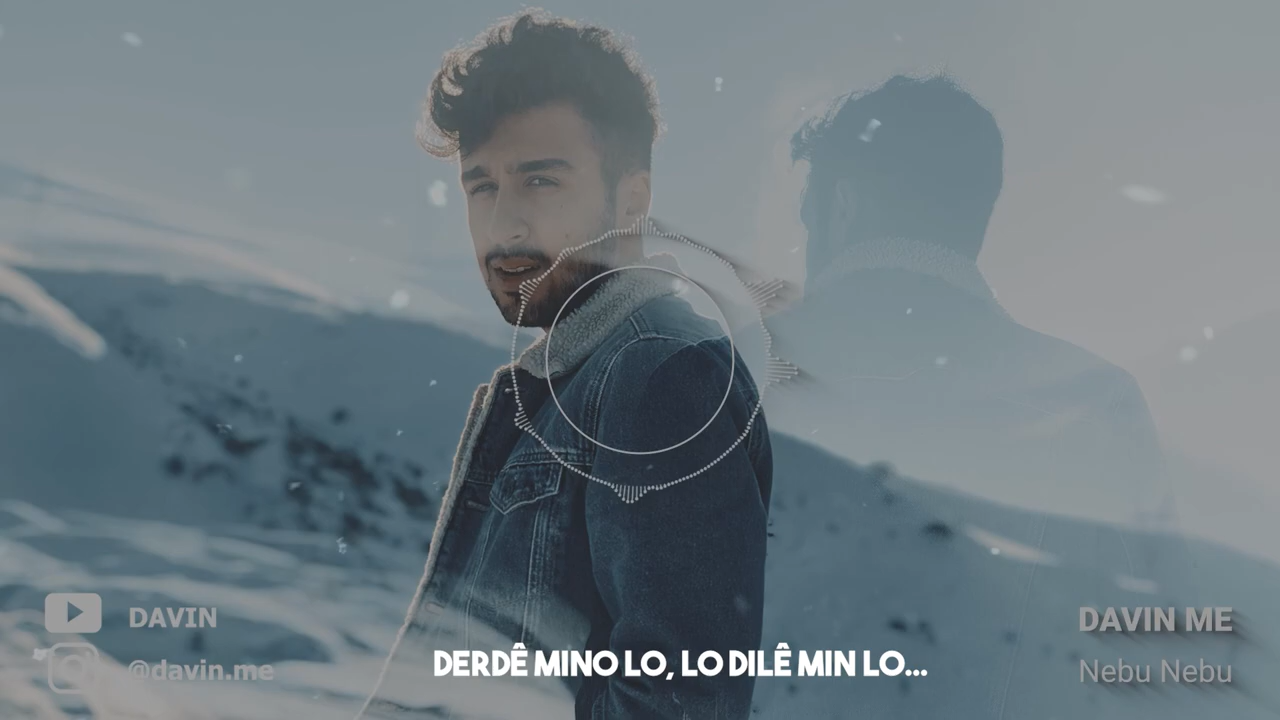 DAVIN
@davin.me
DERDÊ MINO LO, LO DILÊ MIN LO...
DAVIN ME
Nebu Nebu